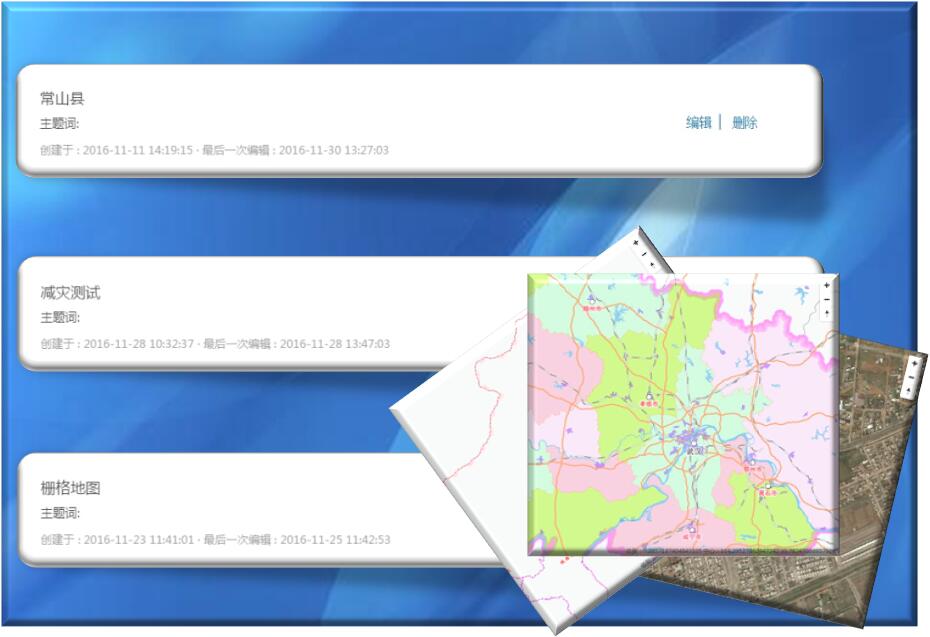 常山县
主题词:
编辑 | 删除
创建于 : 2016-11-11 14:19:15 · 最后一次编辑 : 2016-11-30 13:27:03
减灾测试
主题词:
创建于 : 2016-11-28 10:32:37 · 最后一次编辑 : 2016-11-28 13:47:03
栅格地图
主题词:
创建于 : 2016-11-23 11:41:01 · 最后一次编辑 : 2016-11-25 11:42:53